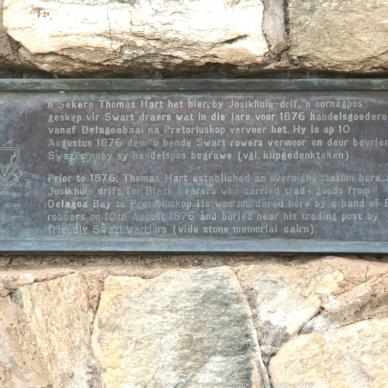 'n Sekere Thomas Hart het hier, by Josikhulu-drif, 'n oornagpos
geskep vir Swart draers wat in die jare voor 1876 handelsgoedere
vanaf Delagoabaai na Pretoriuskop vervoer het. Hy is op 10
Augustus 1876 deur 'n bende Swart rowers vermoor en deur bevriende
Swazi's naby sy handelspos begrawe (vgl. klipgedenkteken).
Prior to 1876, Thomas Hart established an overnight station here,
Josikhulu drift, for Black bearers who carried trade goods from
Delagoa Bay to Pretoriuskop. He was murdered here by a band of
robbers on 10th August 1876 and buried near his trading post by
friendly Swazi warriors (vide stone memorial cairn).